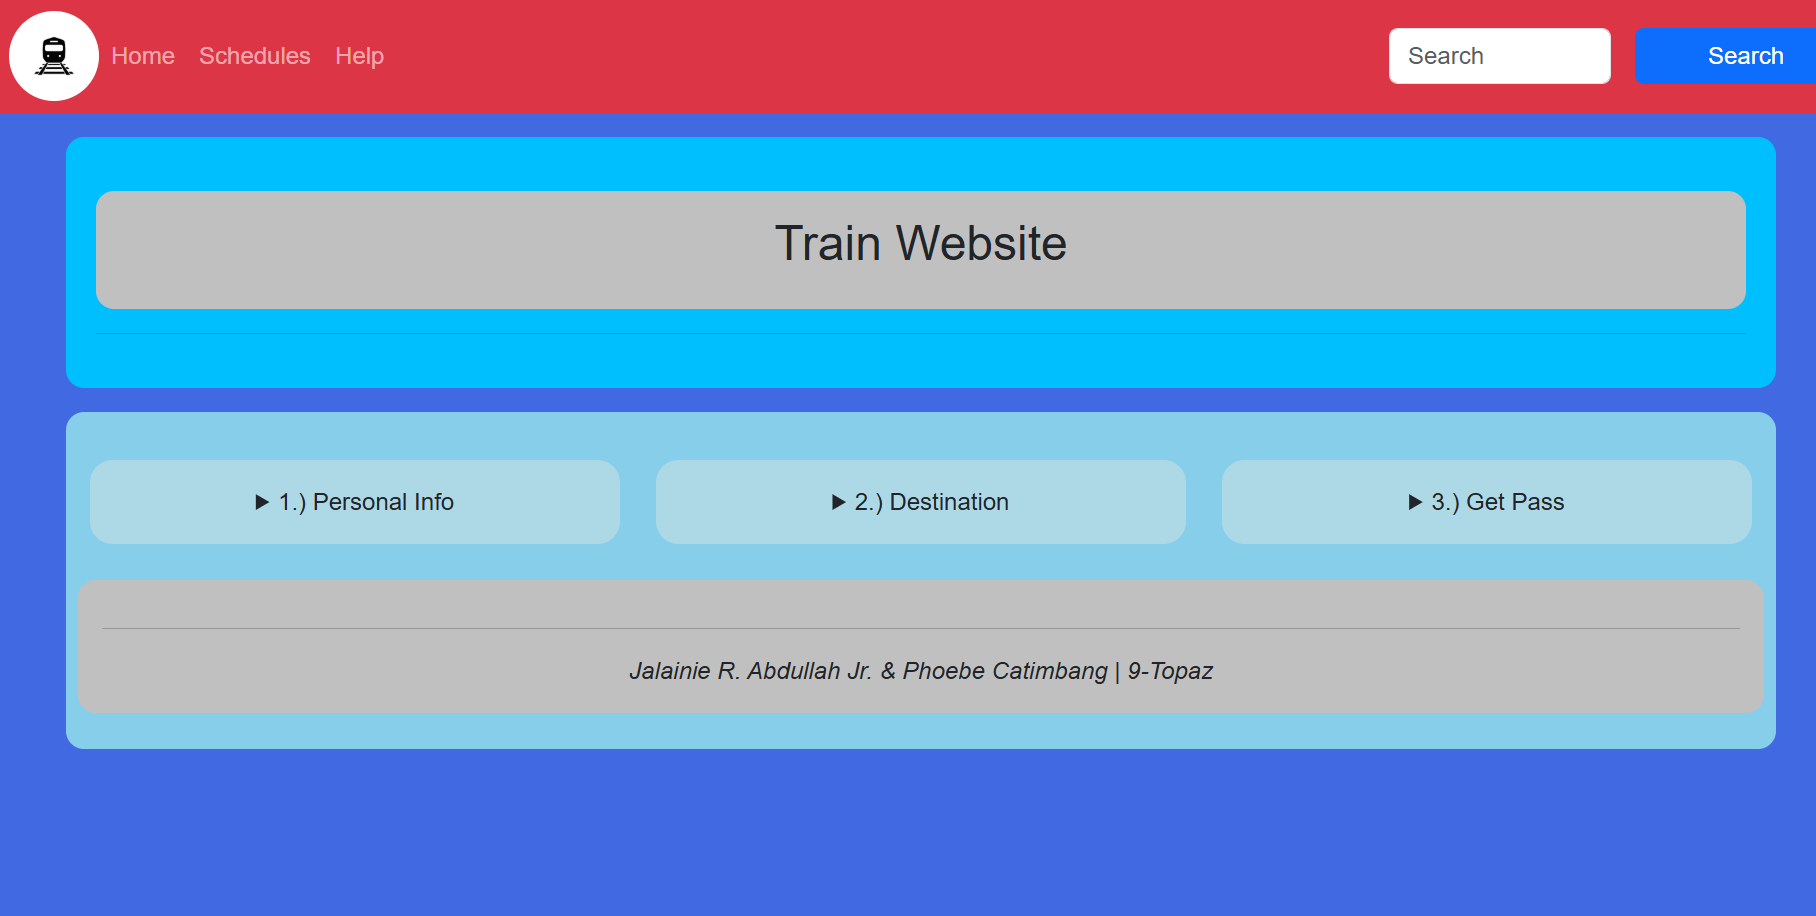 Home Schedules Help Search Search
Train Website
▶ 1.) Personal Info ▶ 2.) Destination ▶ 3.) Get Pass
Jalainie R. Abdullah Jr. & Phoebe Catimbang | 9-Topaz